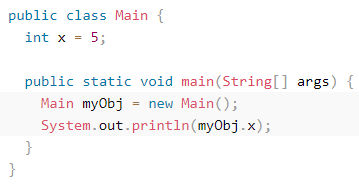 public class Main {
  int x = 5;

  public static void main(String[] args) {
    Main myObj = new Main();
    System.out.println(myObj.x);
  }
}